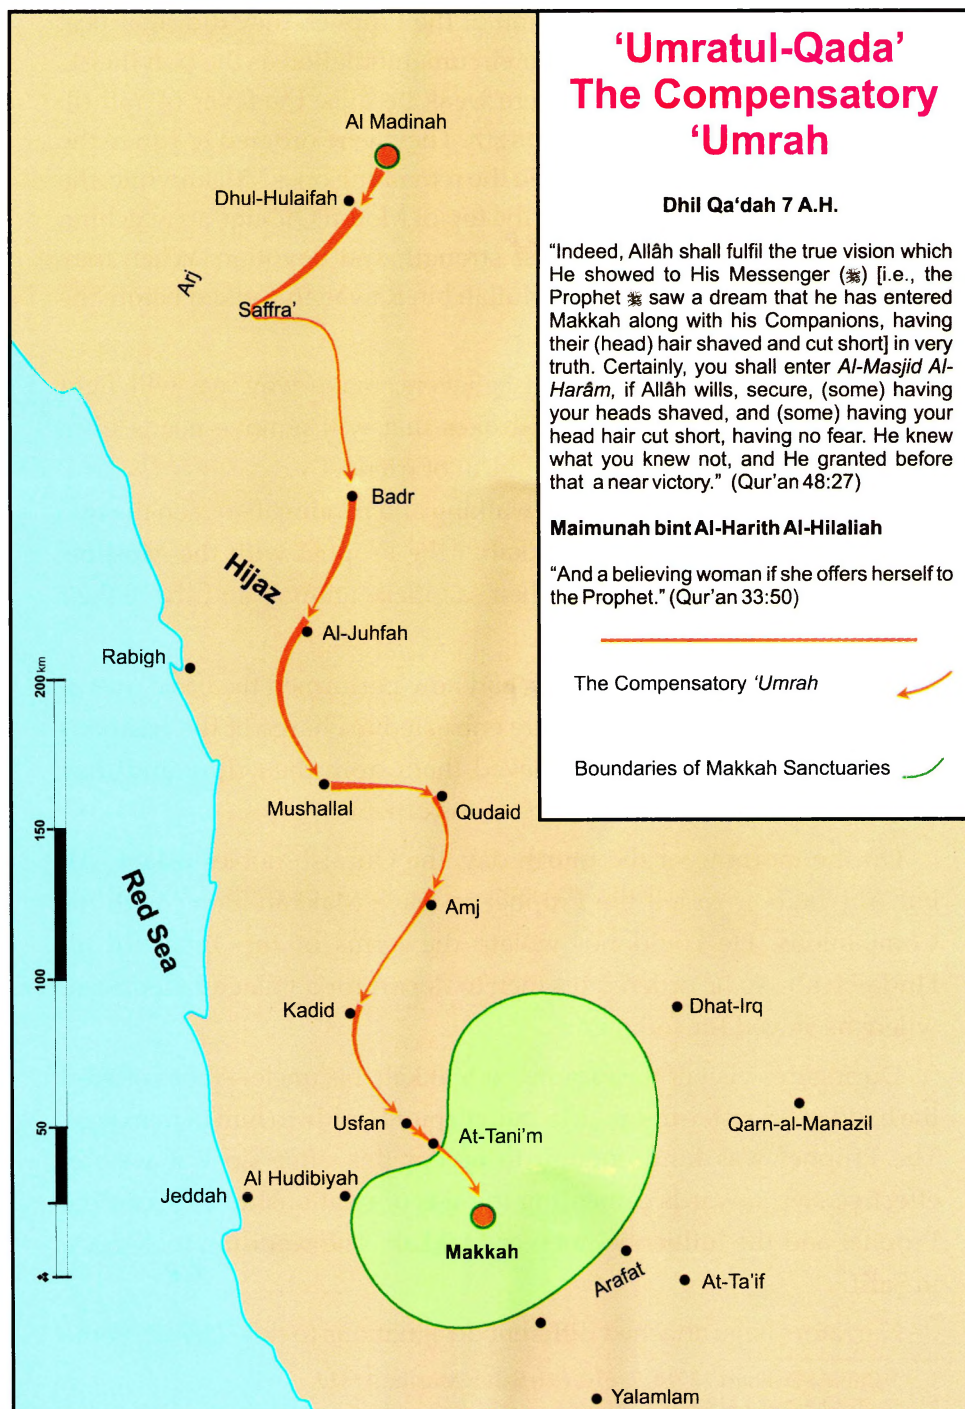 ‘Umratul-Qada’
The Compensatory
‘Umrah
Dhil Qa‘dah 7 A.H.
“Indeed, Allâh shall fulfil the true vision which
He showed to His Messenger (ﷺ) [i.e., the
Prophet ﷺ saw a dream that he has entered
Makkah along with his Companions, having
their (head) hair shaved and cut short] in very
truth. Certainly, you shall enter Al-Masjid Al-
Harâm, if Allâh wills, secure, (some) having
your heads shaved, and (some) having your
head hair cut short, having no fear. He knew
what you knew not, and He granted before
that a near victory.” (Qur’an 48:27)
Maimunah bint Al-Harith Al-Hilaliah
“And a believing woman if she offers herself to
the Prophet.” (Qur’an 33:50)
The Compensatory ‘Umrah
Boundaries of Makkah Sanctuaries
Al Madinah
Dhul-Hulaifah
Arj
Saffra’
Badr
Hijaz
Al-Juhfah
Rabigh
200 km
Mushallal
Qudaid
150
Red Sea
Amj
100
Kadid
Dhat-Irq
50
Usfan
At-Tani’m
Qarn-al-Manazil
Al Hudibiyah
Jeddah
Makkah
Arafat
At-Ta’if
Yalamlam